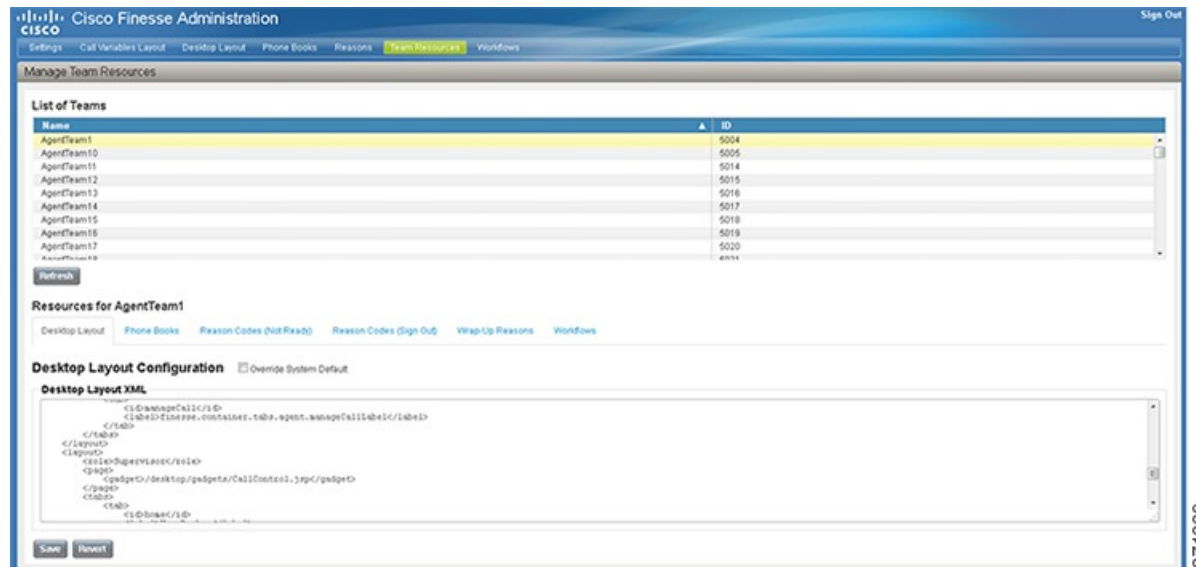 cisco Cisco Finesse Administration
Sign Out
Settings Call Variables Layout Desktop Layout Phone Books Reasons Team Resources Workflows
Manage Team Resources
List of Teams
Name ID
AgentTeam1 5004
AgentTeam10 5005
AgentTeam11 5014
AgentTeam12 5015
AgentTeam13 5016
AgentTeam14 5017
AgentTeam15 5018
AgentTeam16 5019
AgentTeam17 5020
AgentTeam18 5021
Refresh
Resources for AgentTeam1
Desktop Layout Phone Books Reason Codes (Not Ready) Reason Codes (Sign Out) Wrap-Up Reasons Workflows
Desktop Layout Configuration Override System Default
Desktop Layout XML
<id>manageCall</id>
<label>finesse.container.tabs.agent.manageCallLabel</label>
</tab>
</tabs>
</layout>
<layout>
<role>Supervisor</role>
<page>
<gadget>/desktop/gadgets/CallControl.jsp</gadget>
</page>
<tabs>
<tab>
<id>home</id>
Save Revert